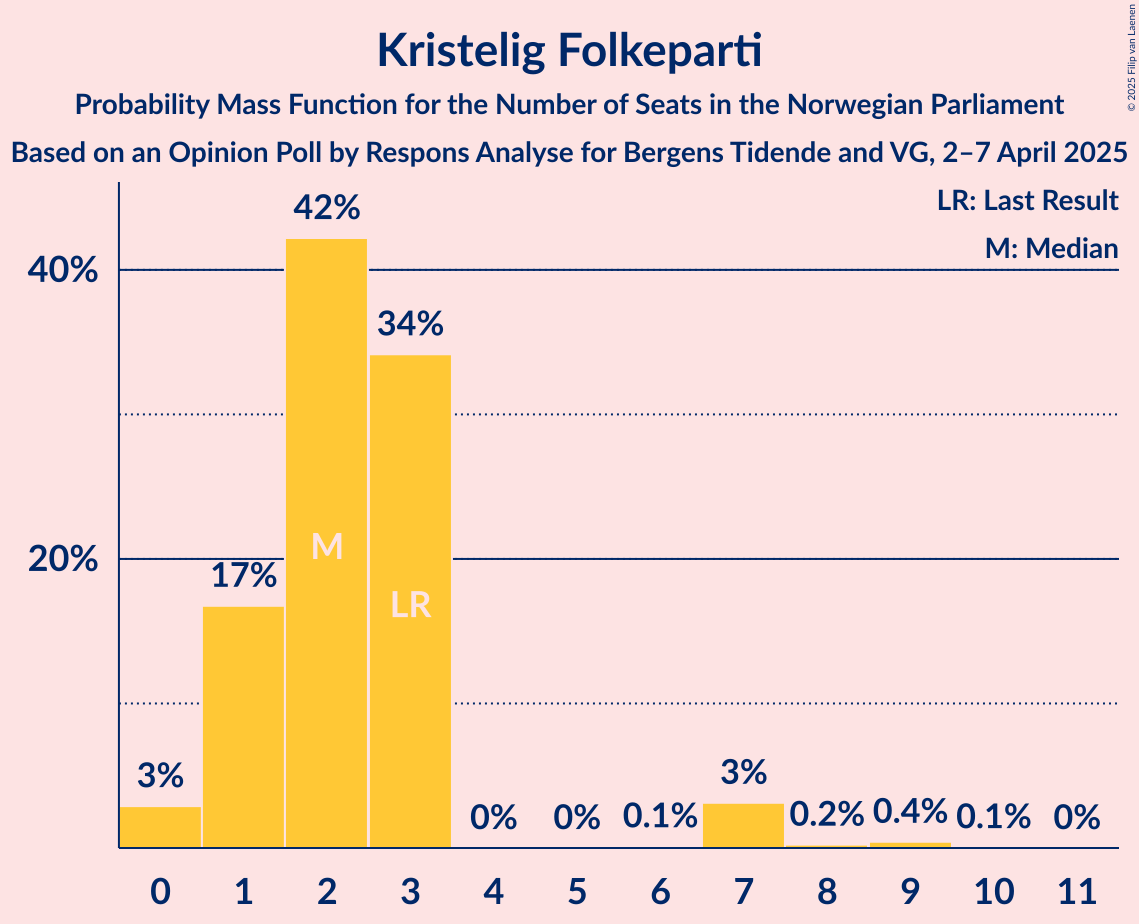 Kristelig Folkeparti
Probability Mass Function for the Number of Seats in the Norwegian Parliament
Based on an Opinion Poll by Respons Analyse for Bergens Tidende and VG, 2–7 April 2025
© 2025 Filip van Laenen
LR: Last Result
M: Median
42%
40%
34%
20%
17%
M
LR
3%
3%
0%
0%
0.1%
0.2%
0.4%
0.1%
0%
0 1 2 3 4 5 6 7 8 9 10 11